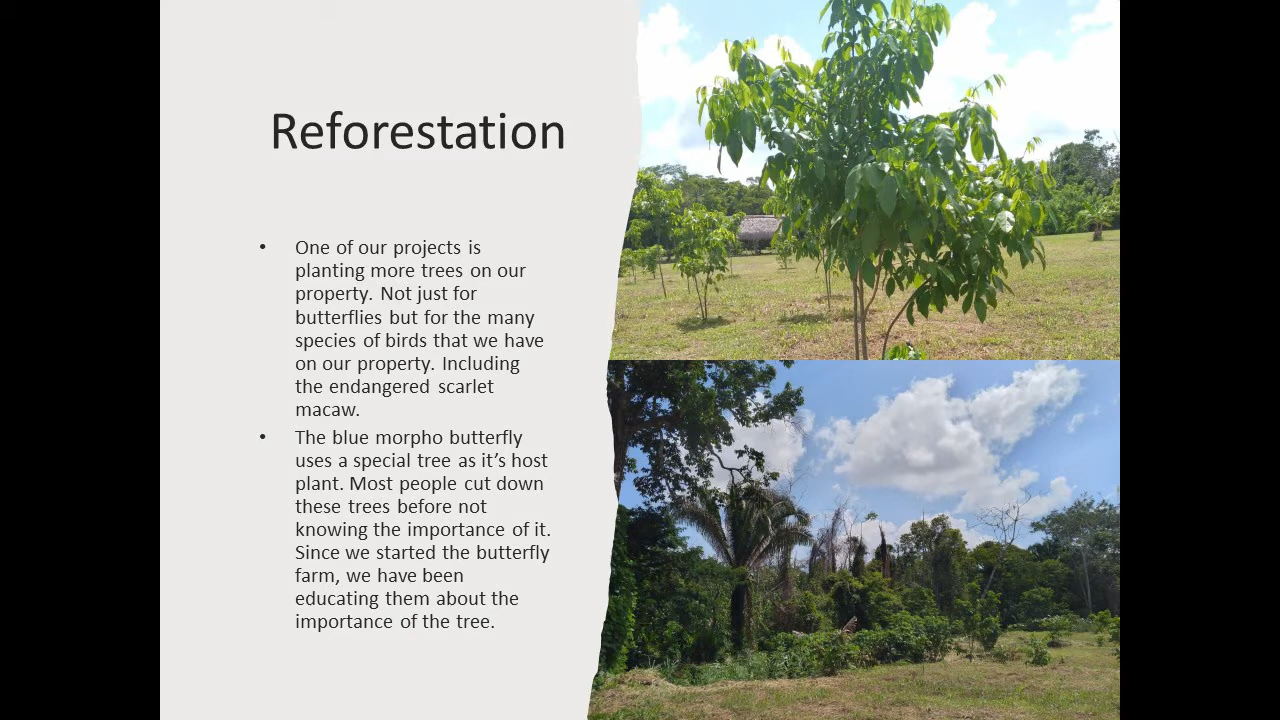 Reforestation
• One of our projects is
planting more trees on our
property. Not just for
butterflies but for the many
species of birds that we have
on our property. Including
the endangered scarlet
macaw.
• The blue morpho butterfly
uses a special tree as it’s host
plant. Most people cut down
these trees before not
knowing the importance of it.
Since we started the butterfly
farm, we have been
educating them about the
importance of the tree.